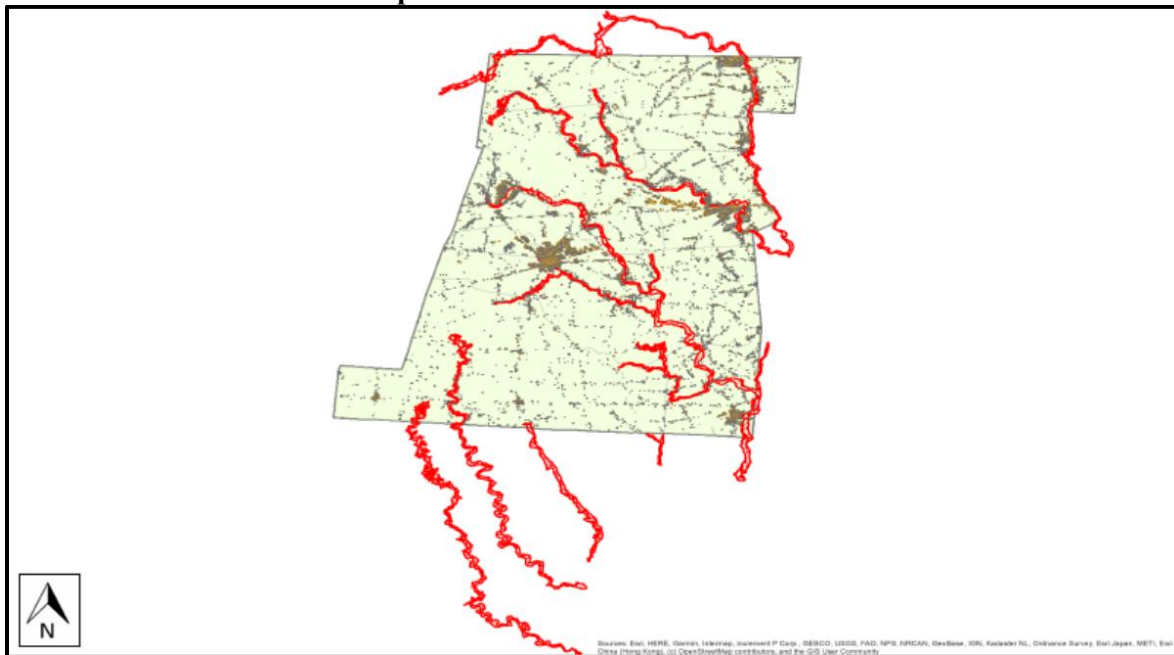 N
Sources: Esri, HERE, Garmin, Intermap, increment P Corp., GEBCO, USGS, FAO, NPS, NRCAN, GeoBase, IGN, Kadaster NL, Ordnance Survey, Esri Japan, METI, Esri
China (Hong Kong), (c) OpenStreetMap contributors, and the GIS User Community